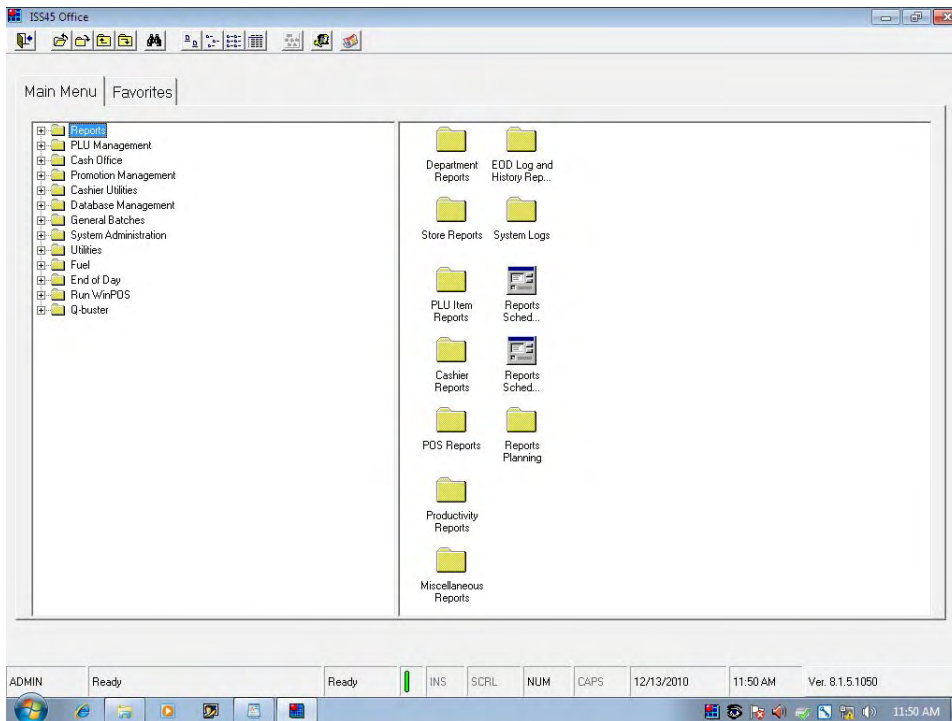 ISS45 Office
Main Menu
Favorites
Reports
PLU Management
Cash Office
Promotion Management
Cashier Utilities
Database Management
General Batches
System Administration
Utilities
Fuel
End of Day
Run WinPOS
Q-buster
Department
Reports
EOD Log and
History Rep...
Store Reports
System Logs
PLU Item
Reports
Reports
Sched...
Cashier
Reports
Reports
Sched...
POS Reports
Reports
Planning
Productivity
Reports
Miscellaneous
Reports
ADMIN
Ready
Ready
INS
SCRL
NUM
CAPS
12/13/2010
11:50 AM
Ver. 8.1.5.1050
11:50 AM